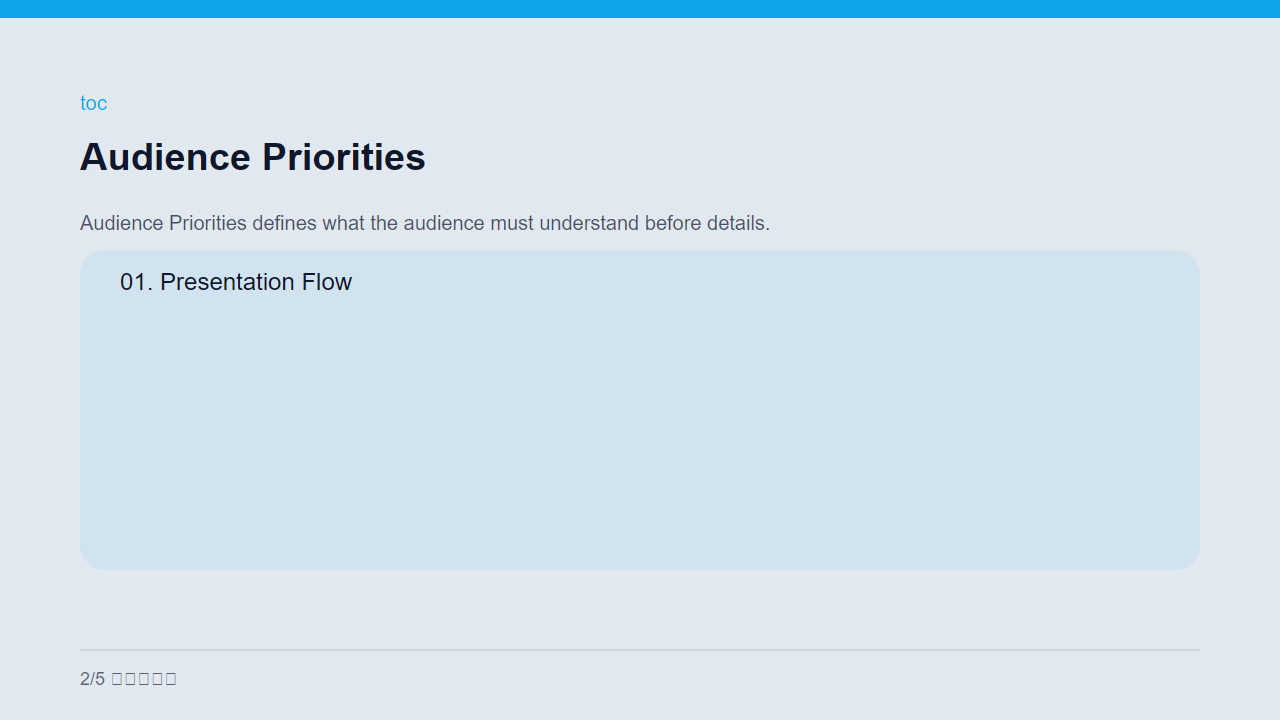 toc
Audience Priorities
Audience Priorities defines what the audience must understand before details.
01. Presentation Flow
2/5